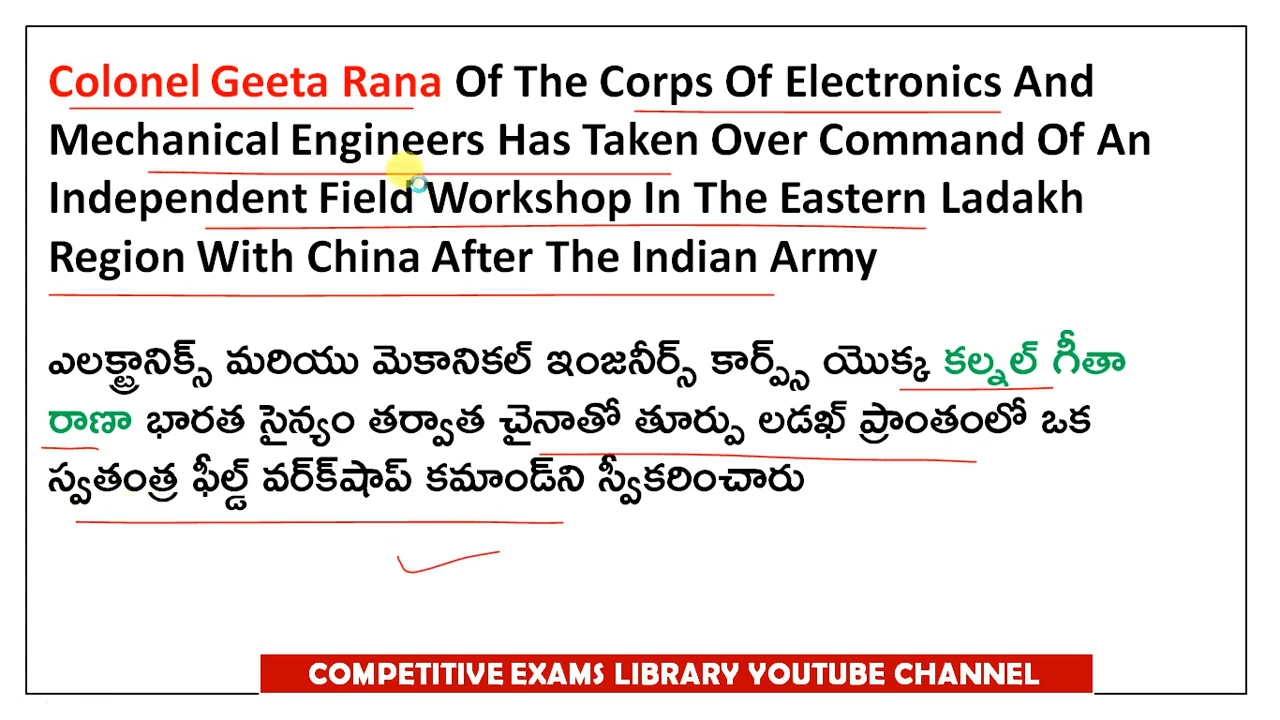 Colonel Geeta Rana Of The Corps Of Electronics And
Mechanical Engineers Has Taken Over Command Of An
Independent Field Workshop In The Eastern Ladakh
Region With China After The Indian Army
ఎలక్ట్రానిక్స్ మరియు మెకానికల్ ఇంజనీర్స్ కార్ప్స్ యొక్క కల్నల్ గీతా
రాణా భారత సైన్యం తర్వాత చైనాతో తూర్పు లడఖ్ ప్రాంతంలో ఒక
స్వతంత్ర ఫీల్డ్ వర్క్‌షాప్ కమాండ్‌ని స్వీకరించారు
COMPETITIVE EXAMS LIBRARY YOUTUBE CHANNEL